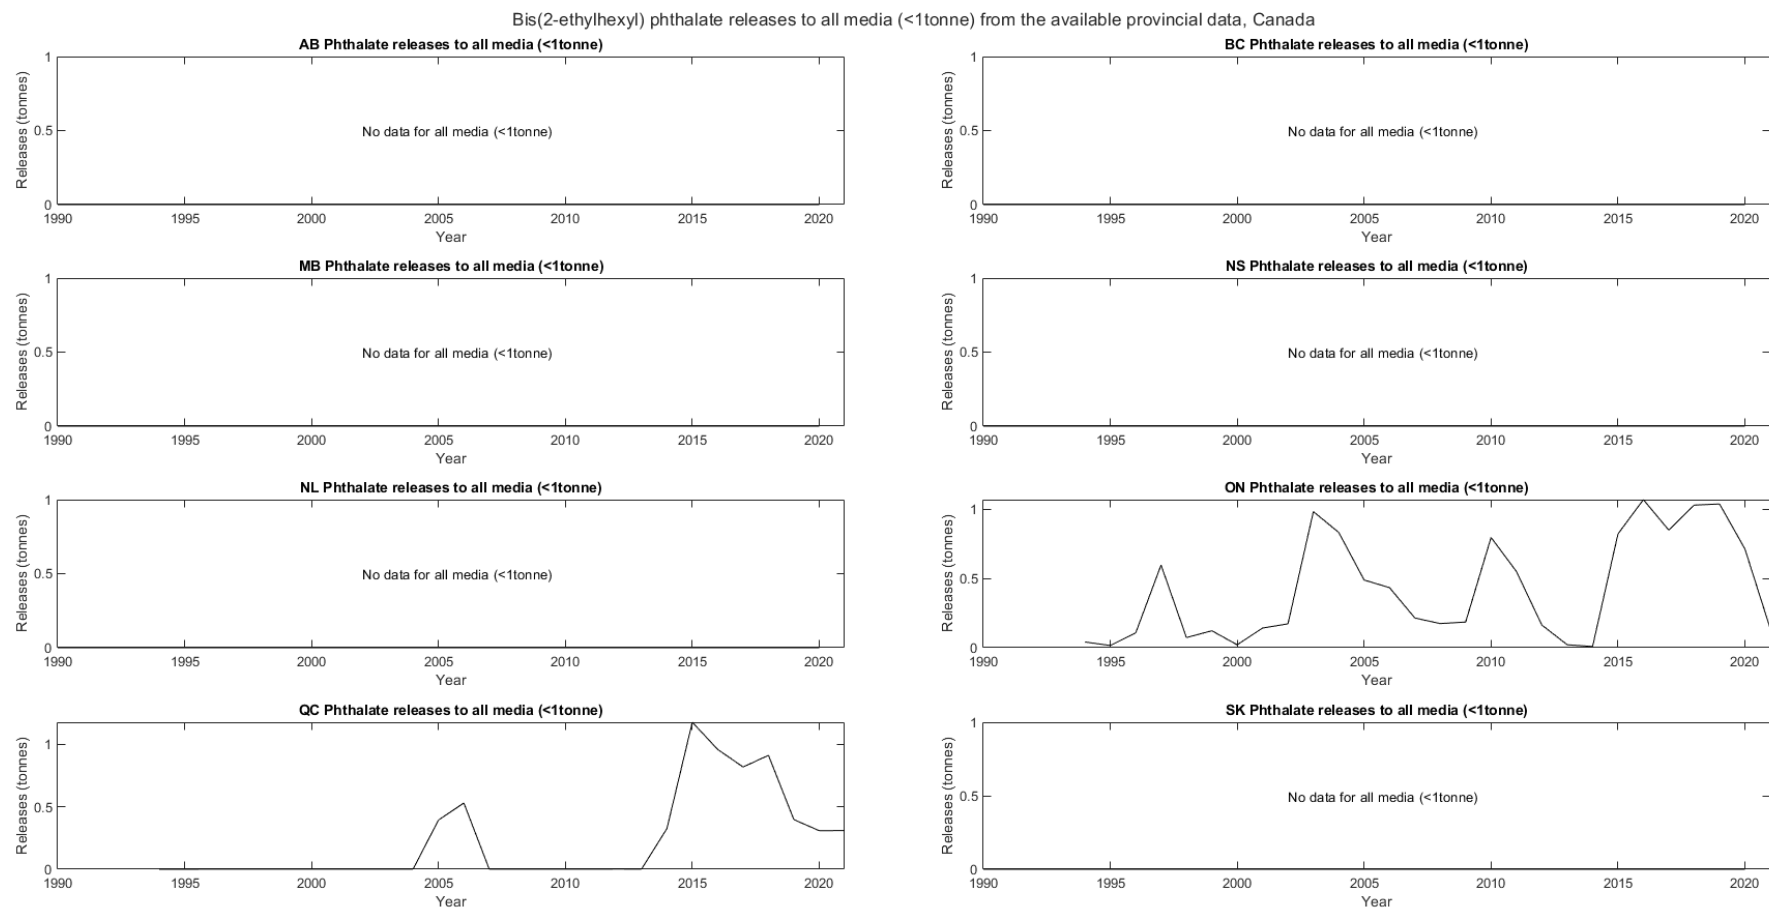 Bis(2-ethylhexyl) phthalate releases to all media (<1tonne) from the available provincial data, Canada
AB Phthalate releases to all media (<1tonne)
1
0.5
0
Releases (tonnes)
No data for all media (<1tonne)
1990 1995 2000 2005 2010 2015 2020
Year
BC Phthalate releases to all media (<1tonne)
1
0.5
0
Releases (tonnes)
No data for all media (<1tonne)
1990 1995 2000 2005 2010 2015 2020
Year
MB Phthalate releases to all media (<1tonne)
1
0.5
0
Releases (tonnes)
No data for all media (<1tonne)
1990 1995 2000 2005 2010 2015 2020
Year
NS Phthalate releases to all media (<1tonne)
1
0.5
0
Releases (tonnes)
No data for all media (<1tonne)
1990 1995 2000 2005 2010 2015 2020
Year
NL Phthalate releases to all media (<1tonne)
1
0.5
0
Releases (tonnes)
No data for all media (<1tonne)
1990 1995 2000 2005 2010 2015 2020
Year
ON Phthalate releases to all media (<1tonne)
1
0.5
0
Releases (tonnes)
1990 1995 2000 2005 2010 2015 2020
Year
QC Phthalate releases to all media (<1tonne)
1
0.5
0
Releases (tonnes)
1990 1995 2000 2005 2010 2015 2020
Year
SK Phthalate releases to all media (<1tonne)
1
0.5
0
Releases (tonnes)
No data for all media (<1tonne)
1990 1995 2000 2005 2010 2015 2020
Year